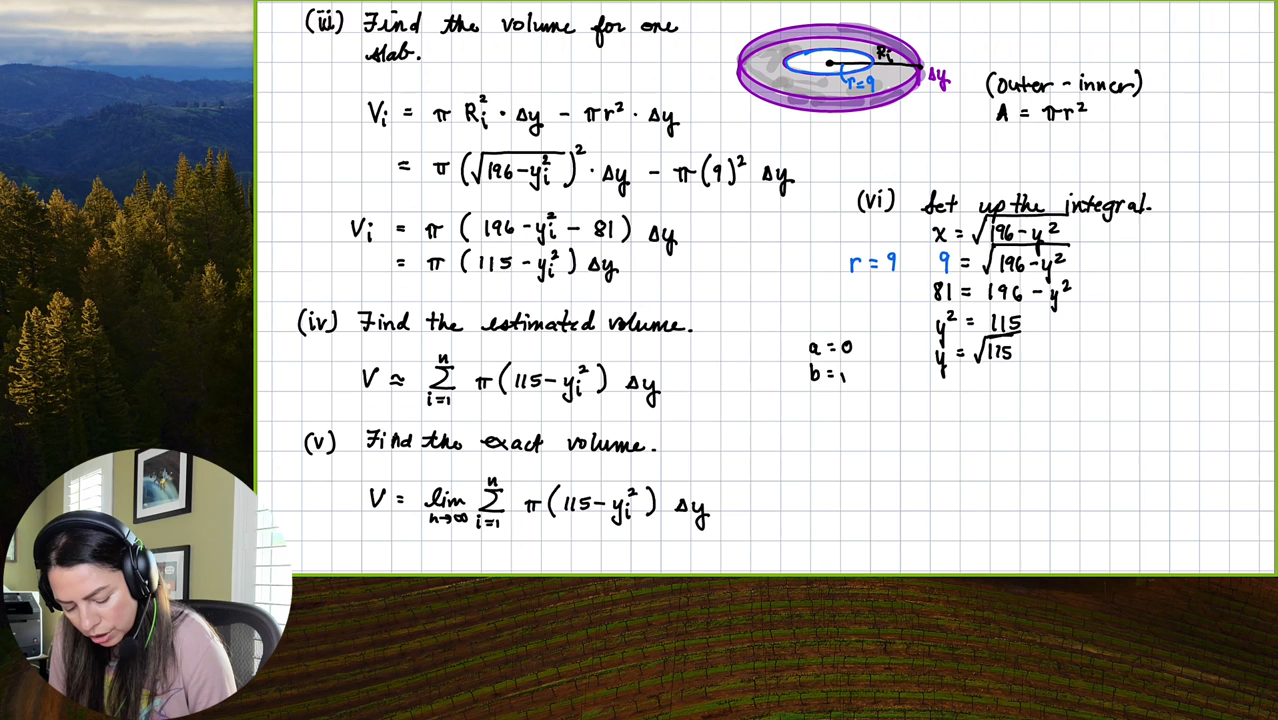 (iii) Find the volume for one
slab.
Vᵢ = π Rᵢ² · Δy − πr² · Δy
= π (√(196−yᵢ²))² · Δy − π(9)² Δy
Vᵢ = π (196−yᵢ² − 81) Δy
= π (115−yᵢ²) Δy
(iv) Find the estimated volume.
V ≃ ∑ᵢ₌₁ⁿ π(115−yᵢ²) Δy
(v) Find the exact volume.
V = lim n→∞ ∑ᵢ₌₁ⁿ π(115−yᵢ²) Δy
Rᵢ
r=9
Δy
(outer − inner)
A = πr²
(vi) Set up the integral.
x = √(196−y²)
r = 9 9 = √(196−y²)
81 = 196 − y²
y² = 115
y = √115
a = 0
b = 1